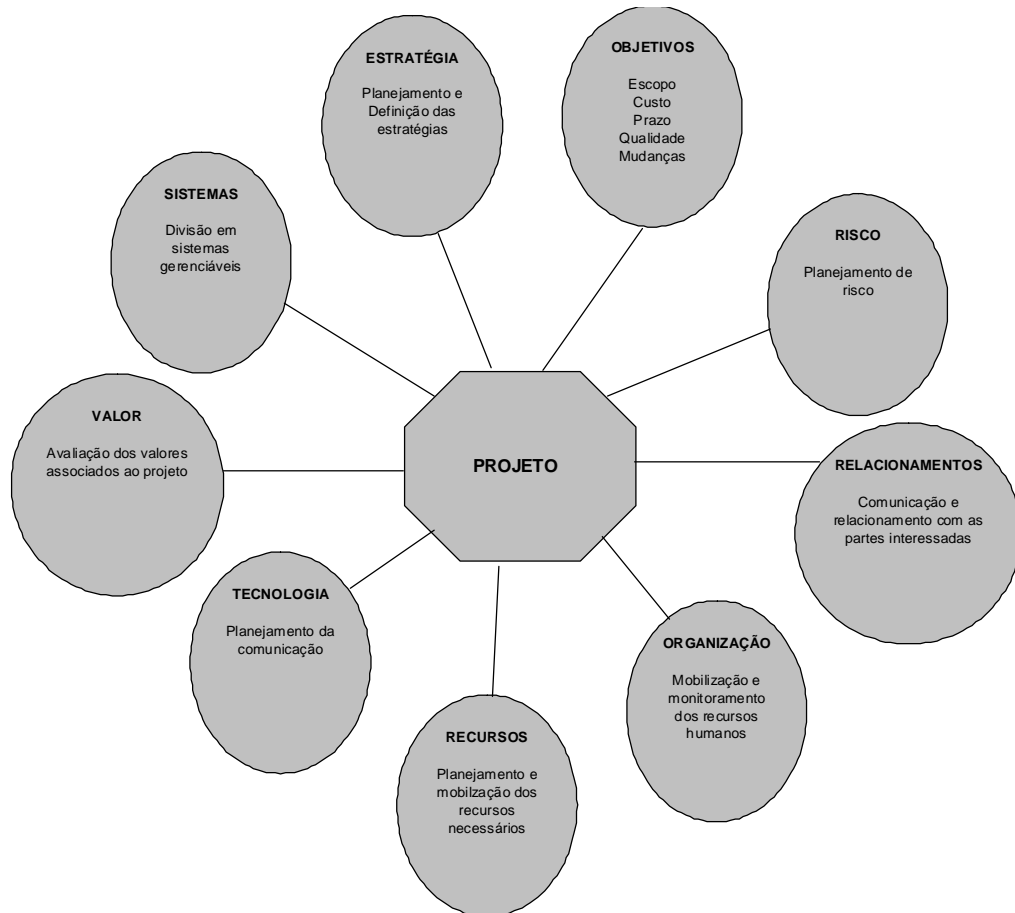 ESTRATÉGIA
Planejamento e
Definição das
estratégias
OBJETIVOS
Escopo
Custo
Prazo
Qualidade
Mudanças
SISTEMAS
Divisão em
sistemas
gerenciáveis
RISCO
Planejamento de
risco
VALOR
Avaliação dos valores
associados ao projeto
PROJETO
RELACIONAMENTOS
Comunicação e
relacionamento com as
partes interessadas
TECNOLOGIA
Planejamento da
comunicação
ORGANIZAÇÃO
Mobilização e
monitoramento
dos recursos
humanos
RECURSOS
Planejamento e
mobilzação dos
recursos
necessários